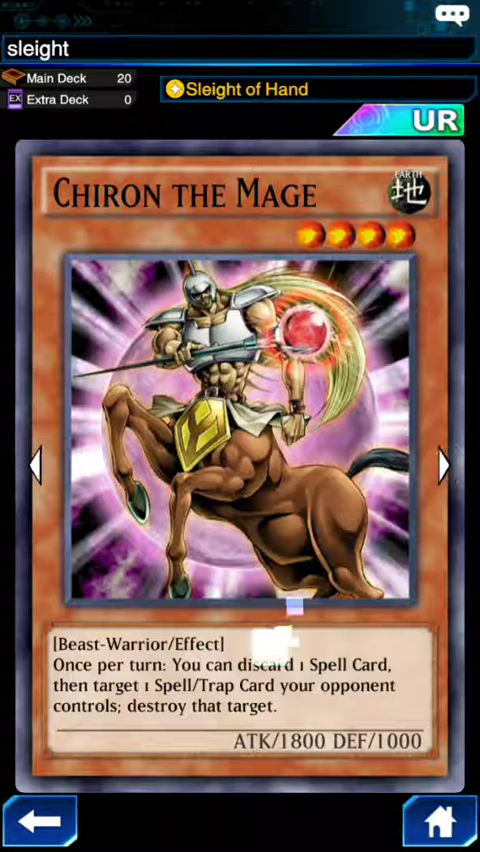 sleight
Main Deck 20
EX Extra Deck 0
Sleight of Hand
UR
CHIRON THE MAGE
EARTH
地
[Beast-Warrior/Effect]
Once per turn: You can discard 1 Spell Card,
then target 1 Spell/Trap Card your opponent
controls; destroy that target.
ATK/1800 DEF/1000